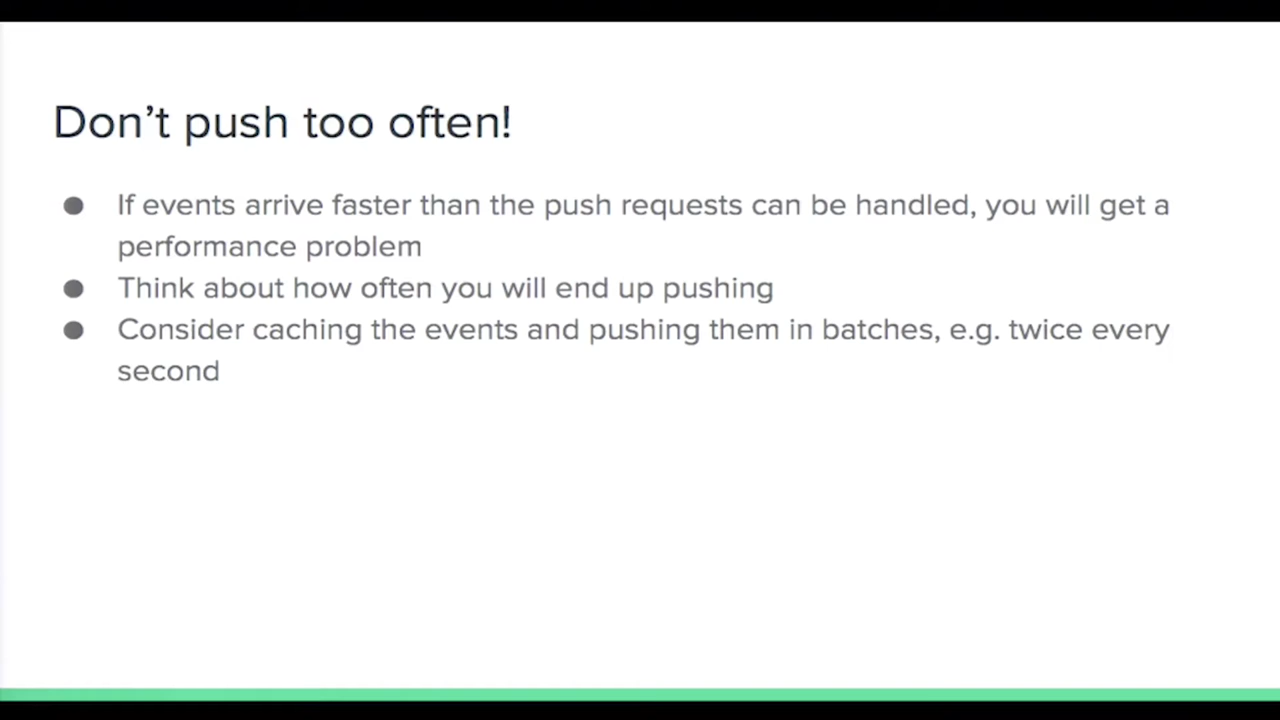 Don’t push too often!
● If events arrive faster than the push requests can be handled, you will get a
performance problem
● Think about how often you will end up pushing
● Consider caching the events and pushing them in batches, e.g. twice every
second